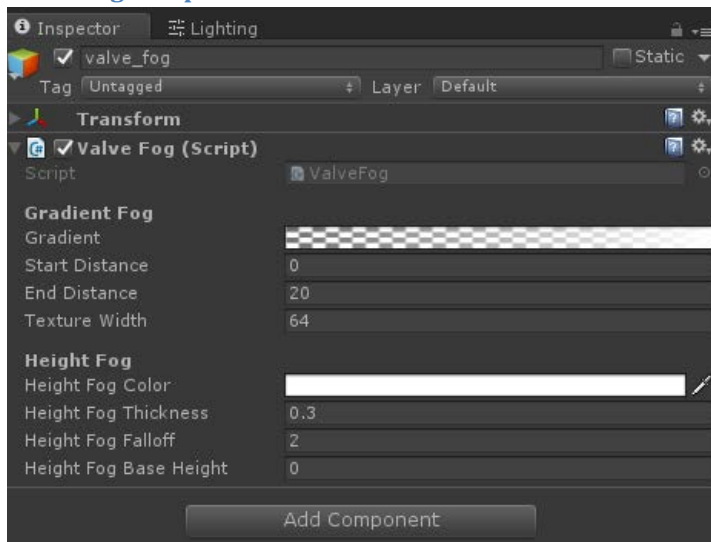 Inspector Lighting
valve_fog Static
Tag Untagged Layer Default
Transform
Valve Fog (Script)
Script ValveFog
Gradient Fog
Gradient
Start Distance 0
End Distance 20
Texture Width 64
Height Fog
Height Fog Color
Height Fog Thickness 0.3
Height Fog Falloff 2
Height Fog Base Height 0
Add Component